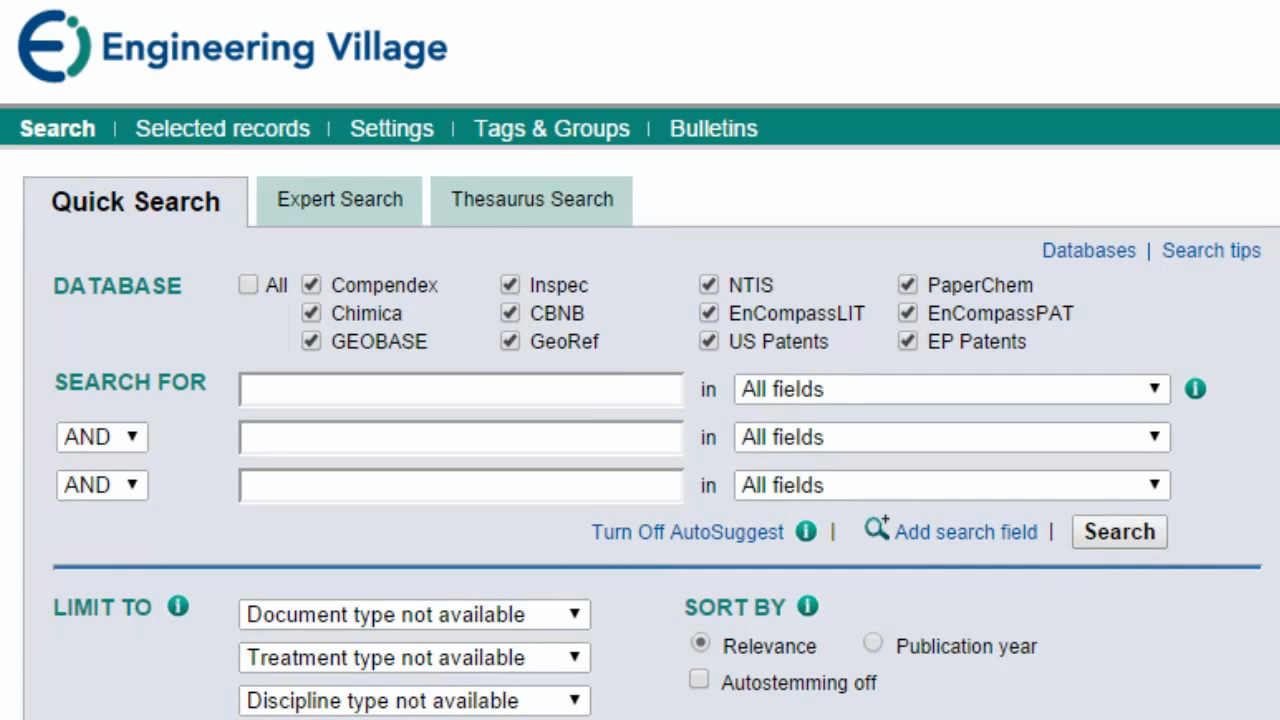 Engineering Village
Search | Selected records | Settings | Tags & Groups | Bulletins
Quick Search Expert Search Thesaurus Search
Databases | Search tips
DATABASE All Compendex Inspec NTIS PaperChem
Chimica CBNB EnCompassLIT EnCompassPAT
GEOBASE GeoRef US Patents EP Patents
SEARCH FOR in All fields
AND in All fields
AND in All fields
Turn Off AutoSuggest | Add search field | Search
LIMIT TO SORT BY
Document type not available
Relevance Publication year
Treatment type not available
Autostemming off
Discipline type not available